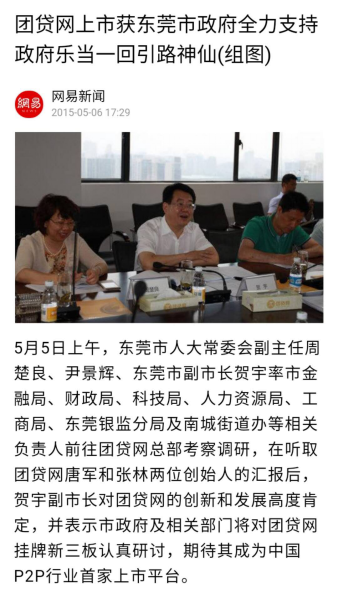 团贷网上市获东莞市政府全力支持
政府乐当一回引路神仙(组图)
網易
NEWS
网易新闻
2015-05-06 17:29
5月5日上午，东莞市人大常委会副主任周
楚良、尹景辉、东莞市副市长贺宇率市金
融局、财政局、科技局、人力资源局、工
商局、东莞银监分局及南城街道办等相关
负责人前往团贷网总部考察调研，在听取
团贷网唐军和张林两位创始人的汇报后，
贺宇副市长对团贷网的创新和发展高度肯
定，并表示市政府及相关部门将对团贷网
挂牌新三板认真研讨，期待其成为中国
P2P行业首家上市平台。